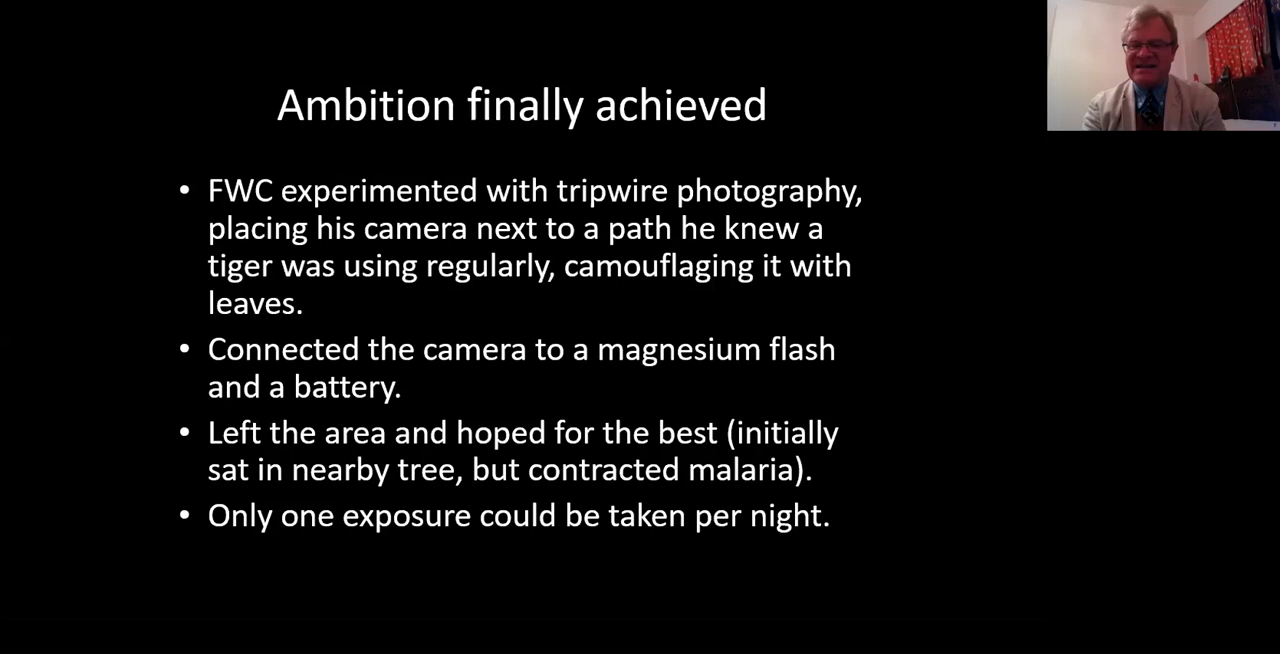 Ambition finally achieved
• FWC experimented with tripwire photography,
placing his camera next to a path he knew a
tiger was using regularly, camouflaging it with
leaves.
• Connected the camera to a magnesium flash
and a battery.
• Left the area and hoped for the best (initially
sat in nearby tree, but contracted malaria).
• Only one exposure could be taken per night.